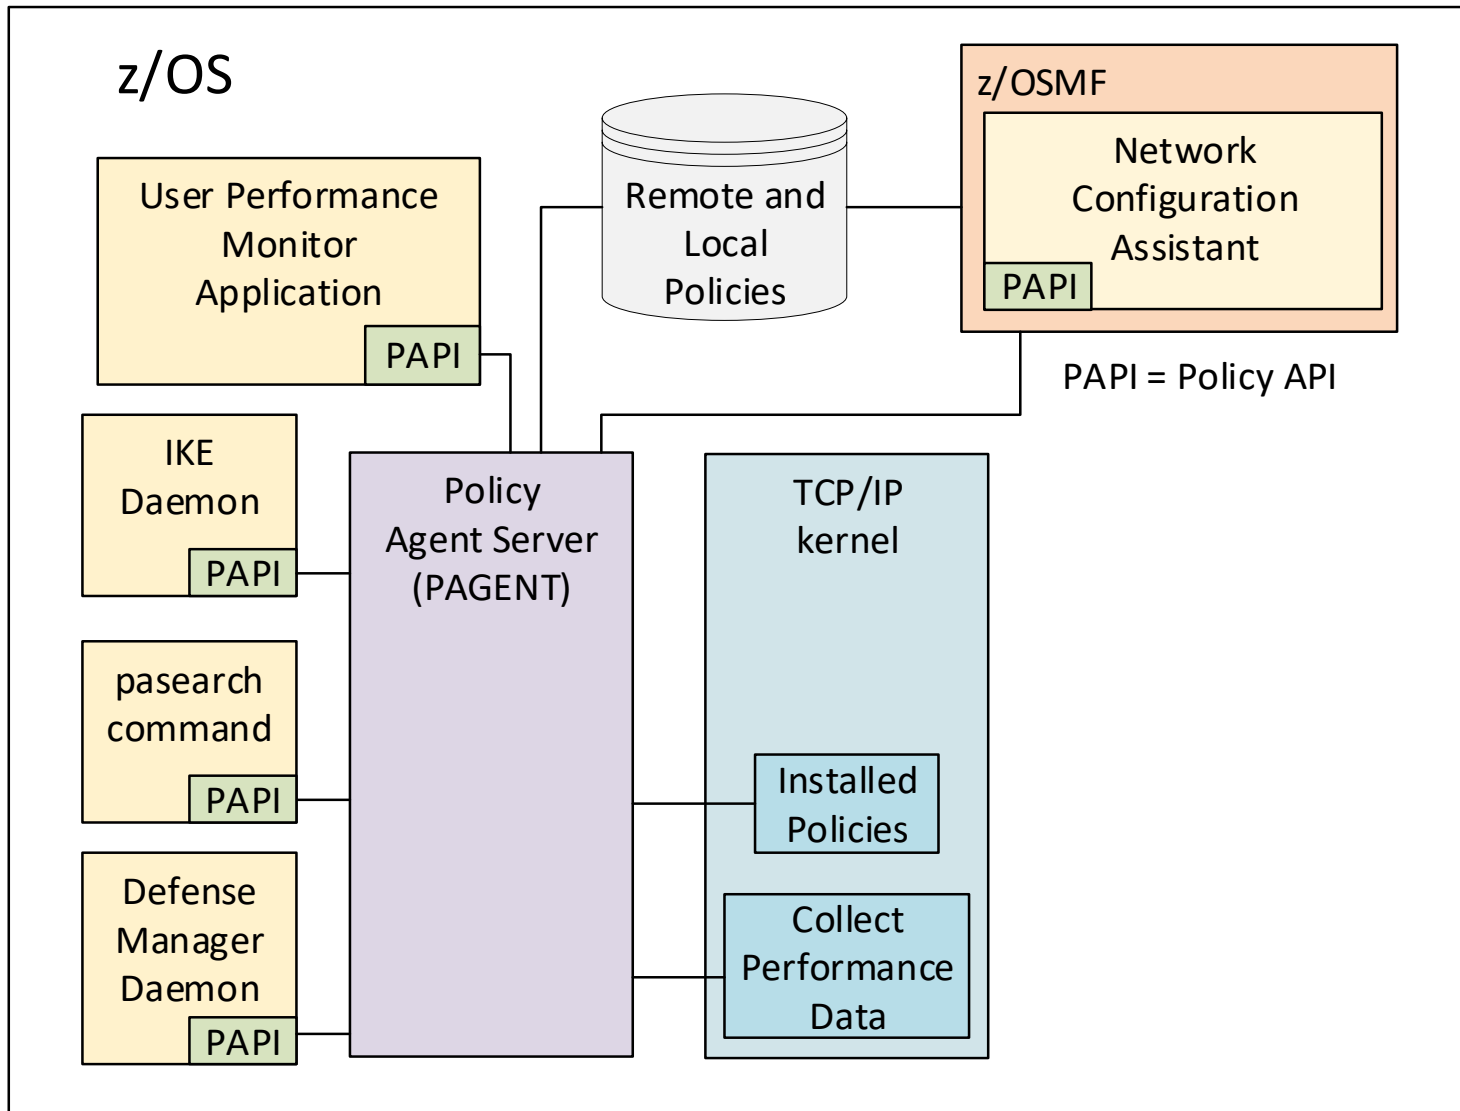 z/OS
User Performance
Monitor
Application
PAPI
Remote and
Local
Policies
z/OSMF
Network
Configuration
Assistant
PAPI
PAPI = Policy API
IKE
Daemon
PAPI
pasearch
command
PAPI
Defense
Manager
Daemon
PAPI
Policy
Agent Server
(PAGENT)
TCP/IP
kernel
Installed
Policies
Collect
Performance
Data